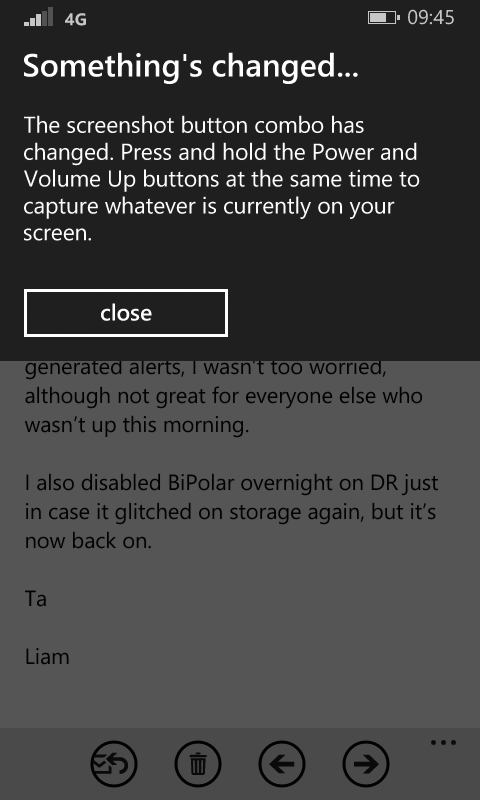 4G 09:45
Something's changed...
The screenshot button combo has
changed. Press and hold the Power and
Volume Up buttons at the same time to
capture whatever is currently on your
screen.
close
generated alerts, I wasn't too worried,
although not great for everyone else who
wasn't up this morning.
I also disabled BiPolar overnight on DR just
in case it glitched on storage again, but it's
now back on.
Ta
Liam